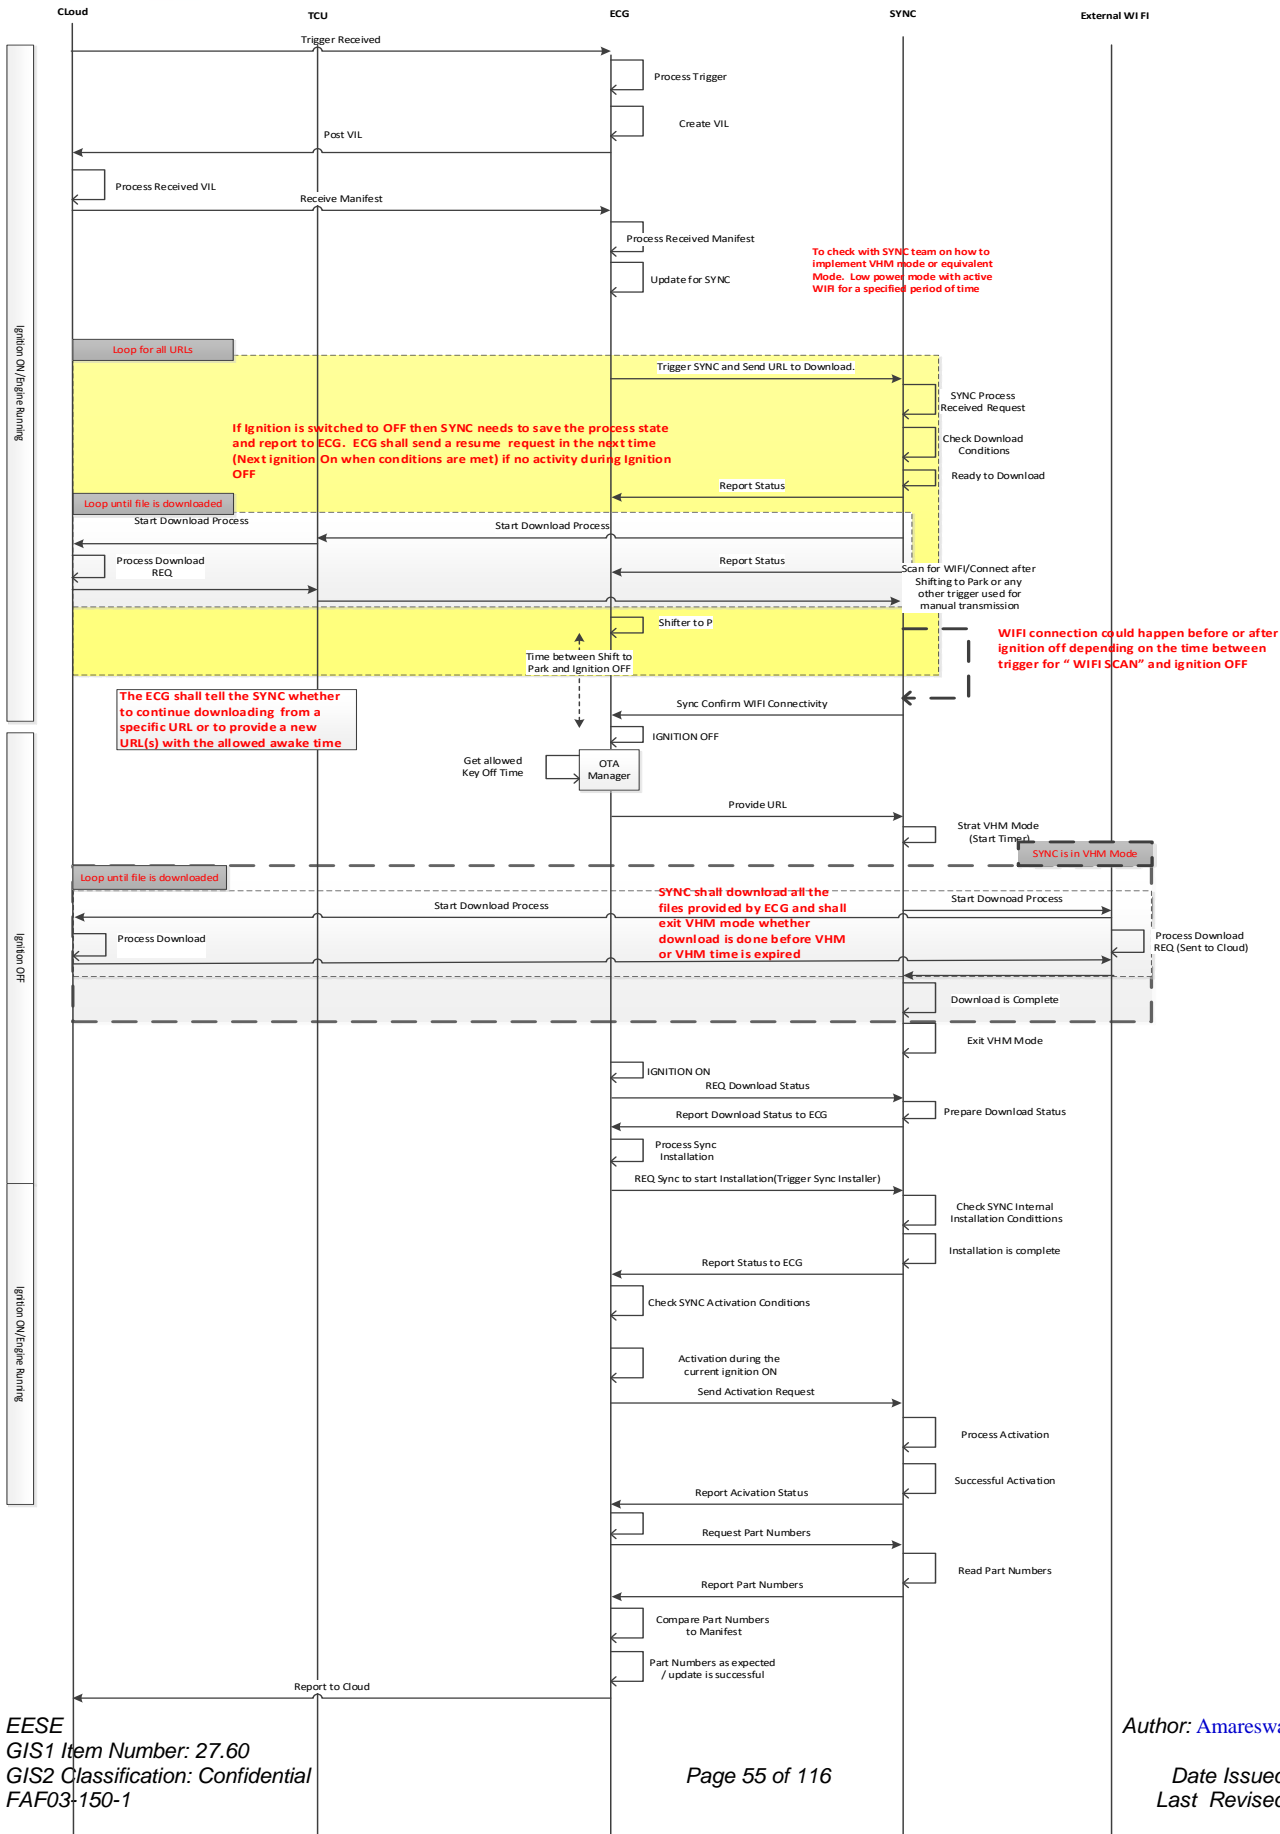 CLoud
TCU
ECG
SYNC
External WI FI
Trigger Received
Process Trigger
Create VIL
Post VIL
Process Received VIL
Receive Manifest
Process Received Manifest
Update for SYNC
To check with SYNC team on how to
implement VHM mode or equivalent
Mode. Low power mode with active
WIFI for a specified period of time
Ignition ON/Engine Running
Loop for all URLs
Trigger SYNC and Send URL to Download.
SYNC Process
Received Request
If Ignition is switched to OFF then SYNC needs to save the process state
and report to ECG. ECG shall send a resume request in the next time
(Next ignition On when conditions are met) if no activity during Ignition
OFF
Check Download
Conditions
Ready to Download
Report Status
Loop until file is downloaded
Start Download Process
Start Download Process
Process Download
REQ
Report Status
Scan for WIFI/Connect after
Shifting to Park or any
other trigger used for
manual transmission
Shifter to P
WIFI connection could happen before or after
ignition off depending on the time between
trigger for “ WIFI SCAN” and ignition OFF
Time between Shift to
Park and Ignition OFF
The ECG shall tell the SYNC whether
to continue downloading from a
specific URL or to provide a new
URL(s) with the allowed awake time
Sync Confirm WIFI Connectivity
IGNITION OFF
Get allowed
Key Off Time
OTA
Manager
Provide URL
Strat VHM Mode
(Start Timer)
SYNC is in VHM Mode
Loop until file is downloaded
SYNC shall download all the
files provided by ECG and shall
exit VHM mode whether
download is done before VHM
or VHM time is expired
Start Download Process
Start Downoad Process
Process Download
Process Download
REQ (Sent to Cloud)
Ignition OFF
Download is Complete
Exit VHM Mode
IGNITION ON
REQ Download Status
Prepare Download Status
Report Download Status to ECG
Process Sync
Installation
REQ Sync to start Installation(Trigger Sync Installer)
Check SYNC Internal
Installation Condittions
Installation is complete
Report Status to ECG
Check SYNC Activation Conditions
Ignition ON/Engine Running
Activation during the
current ignition ON
Send Activation Request
Process Activation
Successful Activation
Report Acivation Status
Request Part Numbers
Read Part Numbers
Report Part Numbers
Compare Part Numbers
to Manifest
Part Numbers as expected
/ update is successful
Report to Cloud
EESE
GIS1 Item Number: 27.60
GIS2 Classification: Confidential
FAF03-150-1
Page 55 of 116
Author: Amareswa
Date Issued
Last Revised